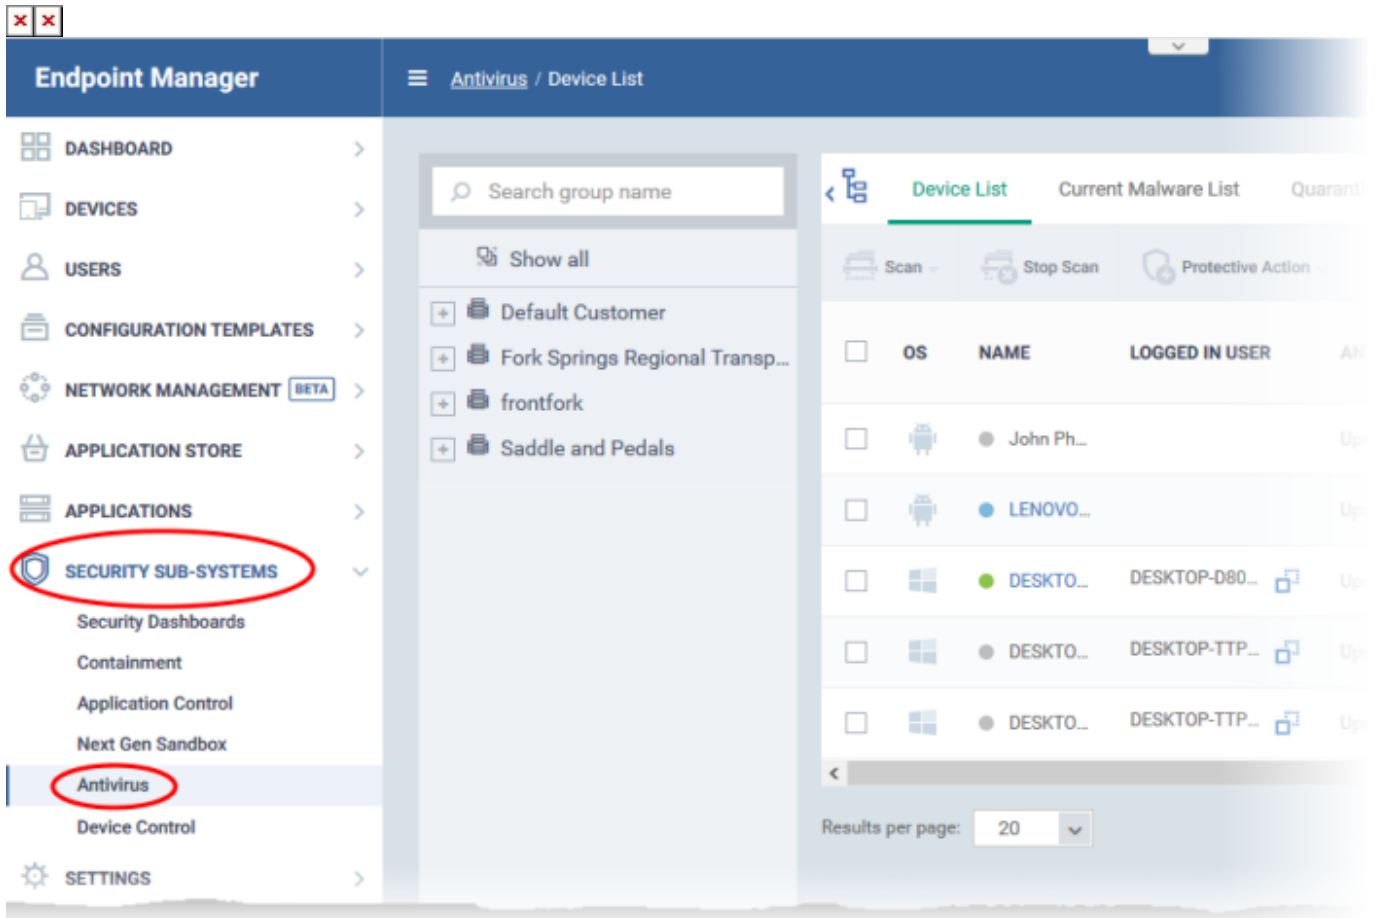 Endpoint Manager
Antivirus / Device List
DASHBOARD
DEVICES
USERS
CONFIGURATION TEMPLATES
NETWORK MANAGEMENT BETA
APPLICATION STORE
APPLICATIONS
SECURITY SUB-SYSTEMS
Security Dashboards
Containment
Application Control
Next Gen Sandbox
Antivirus
Device Control
SETTINGS
Search group name
Show all
Default Customer
Fork Springs Regional Transp...
frontfork
Saddle and Pedals
Device List Current Malware List
Scan Stop Scan Protective Action
OS NAME LOGGED IN USER
John Ph...
LENOVO...
DESKTO... DESKTOP-D80...
DESKTO... DESKTOP-TTP...
DESKTO... DESKTOP-TTP...
Results per page: 20